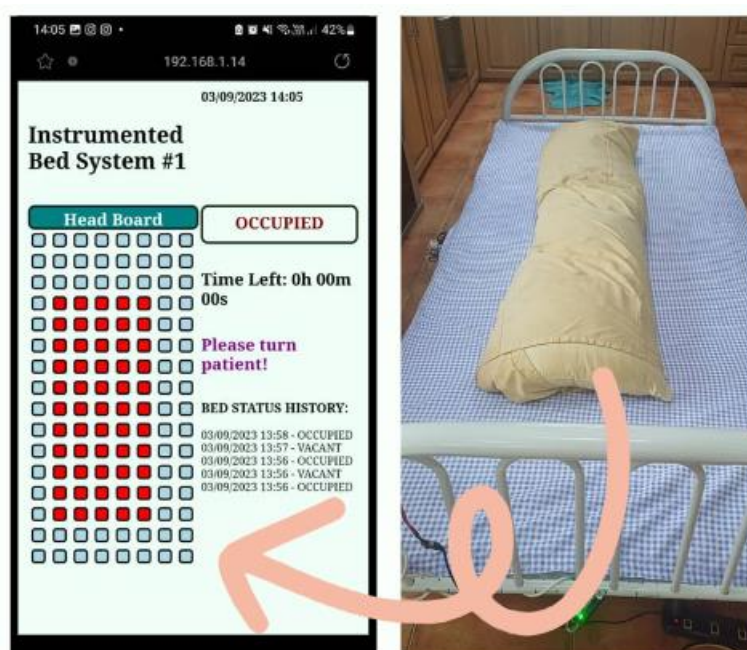 14:05
42%
192.168.1.14
03/09/2023 14:05
Instrumented
Bed System #1
Head Board
OCCUPIED
Time Left: 0h 00m
00s
Please turn
patient!
BED STATUS HISTORY:
03/09/2023 13:58 - OCCUPIED
03/09/2023 13:57 - VACANT
03/09/2023 13:56 - OCCUPIED
03/09/2023 13:56 - VACANT
03/09/2023 13:56 - OCCUPIED